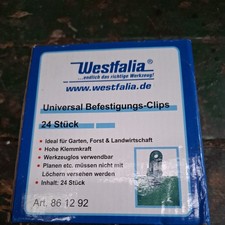 Westfalia®
...endlich das richtige Werkzeug!
www.westfalia.de
Universal Befestigungs-Clips
24 Stück
• Ideal für Garten, Forst & Landwirtschaft
• Hohe Klemmkraft
• Werkzeuglos verwendbar
• Planen etc. müssen nicht mit
Löchern versehen werden
• Inhalt: 24 Stück
Art. 86 12 92